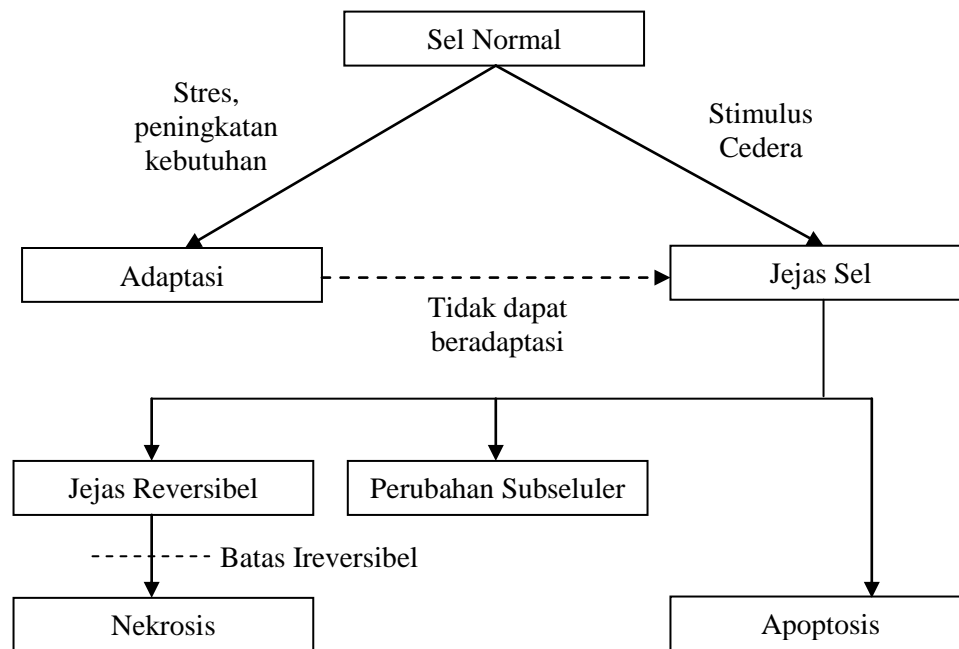 Sel Normal
Stres,
peningkatan
kebutuhan
Stimulus
Cedera
Adaptasi
Jejas Sel
Tidak dapat
beradaptasi
Jejas Reversibel
Perubahan Subseluler
Batas Ireversibel
Nekrosis
Apoptosis